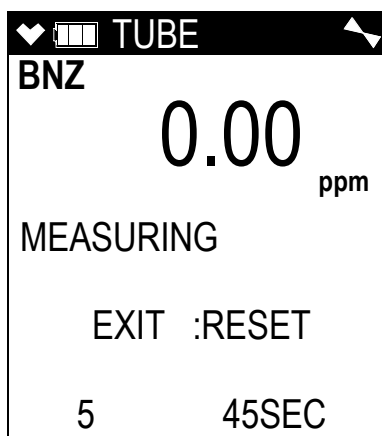 TUBE
BNZ
0.00
ppm
MEASURING
EXIT :RESET
5 45SEC